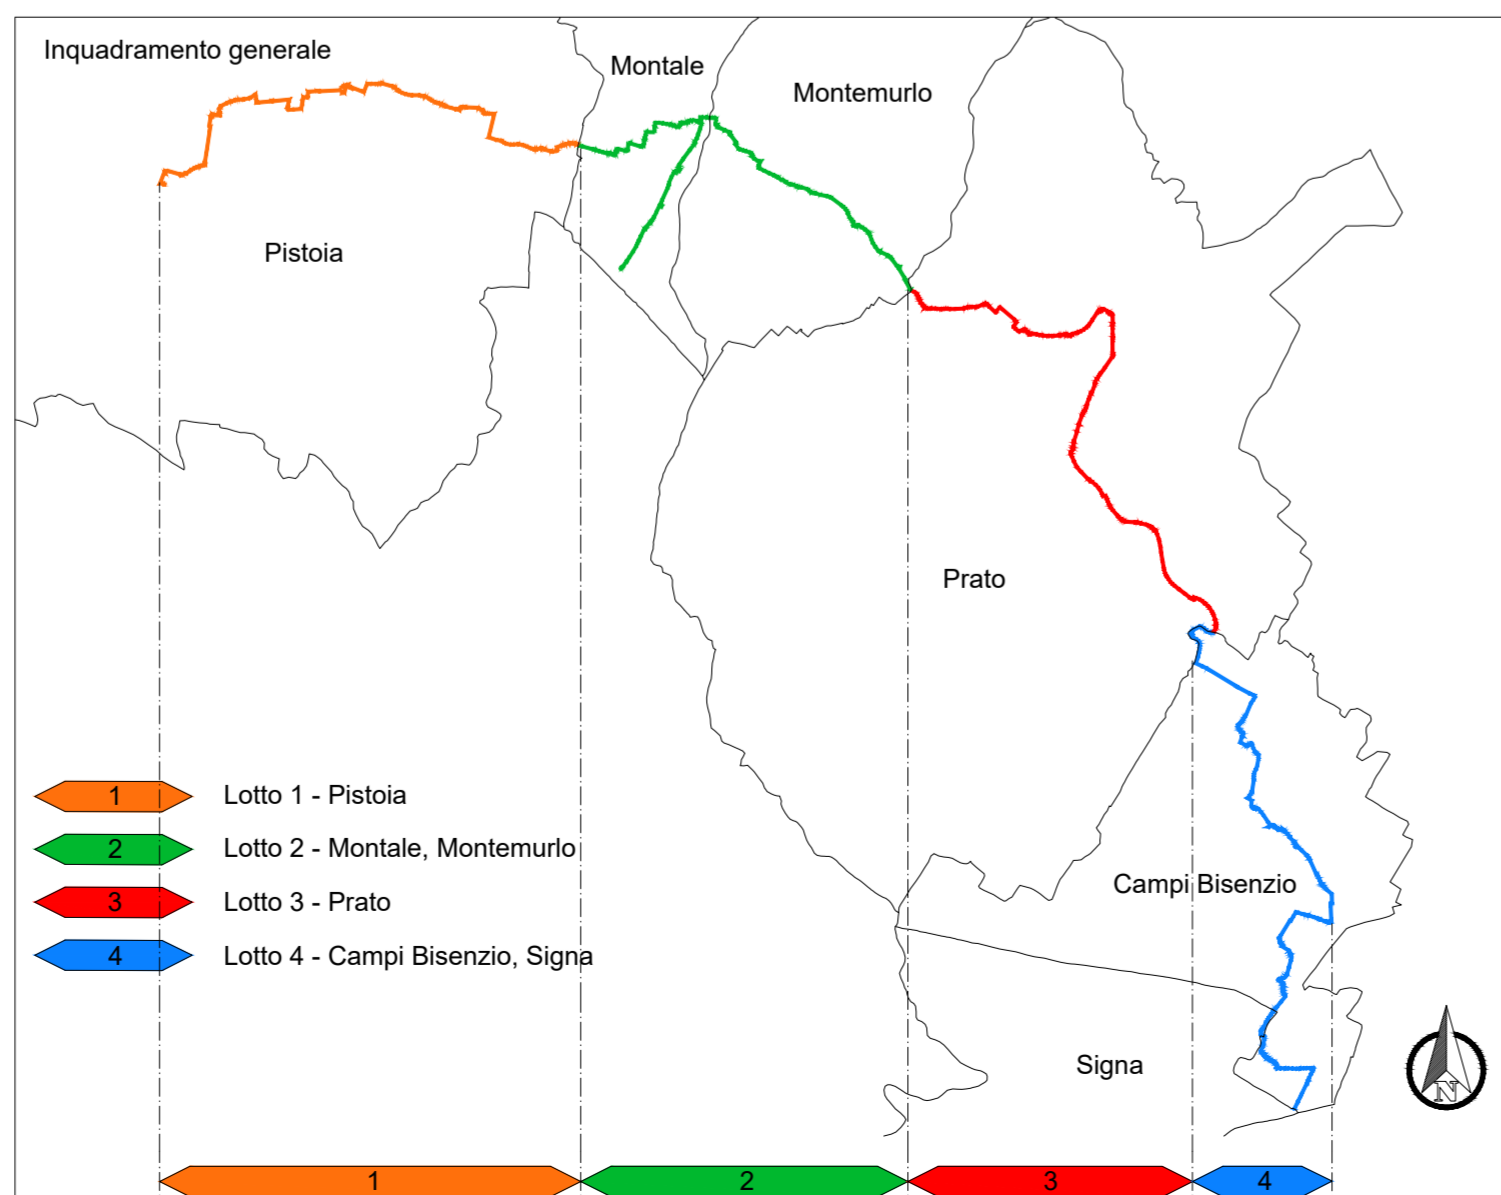 Inquadramento generale
Montale
Montemurlo
Pistoia
Prato
1 Lotto 1 - Pistoia
2 Lotto 2 - Montale, Montemurlo
3 Lotto 3 - Prato
4 Lotto 4 - Campi Bisenzio, Signa
Campi Bisenzio
Signa
N
1 2 3 4